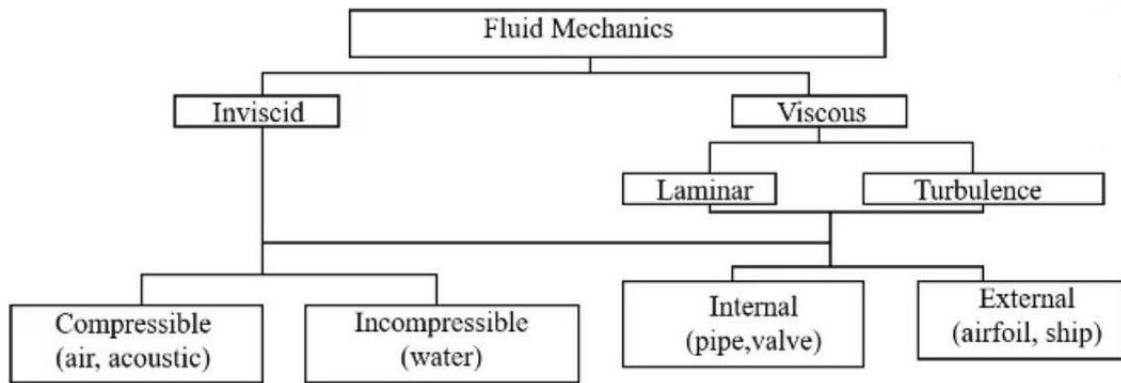 Fluid Mechanics
Inviscid
Viscous
Laminar
Turbulence
Compressible
(air, acoustic)
Incompressible
(water)
Internal
(pipe,valve)
External
(airfoil, ship)